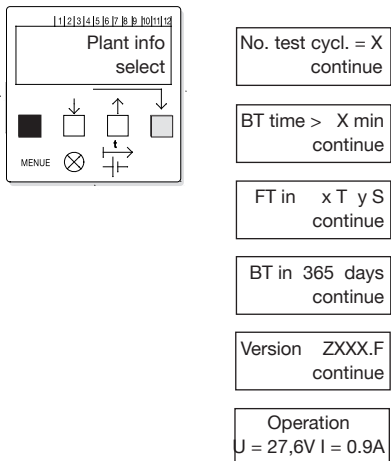 1 2 3 4 5 6 7 8 9 10 11 12
Plant info
select
t
MENUE
No. test cycl. = X
continue
BT time > X min
continue
FT in x T y S
continue
BT in 365 days
continue
Version ZXXX.F
continue
Operation
U = 27,6V I = 0.9A